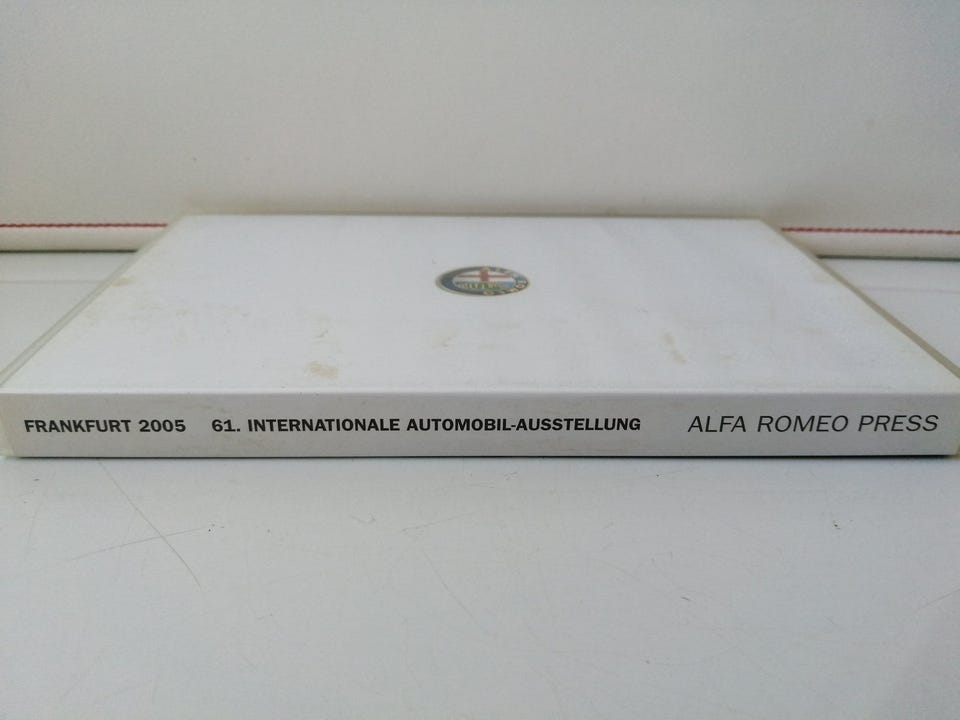 FRANKFURT 2005 61. INTERNATIONALE AUTOMOBIL-AUSSTELLUNG ALFA ROMEO PRESS